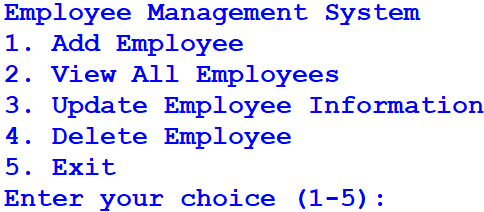 Employee Management System
1. Add Employee
2. View All Employees
3. Update Employee Information
4. Delete Employee
5. Exit
Enter your choice (1-5):